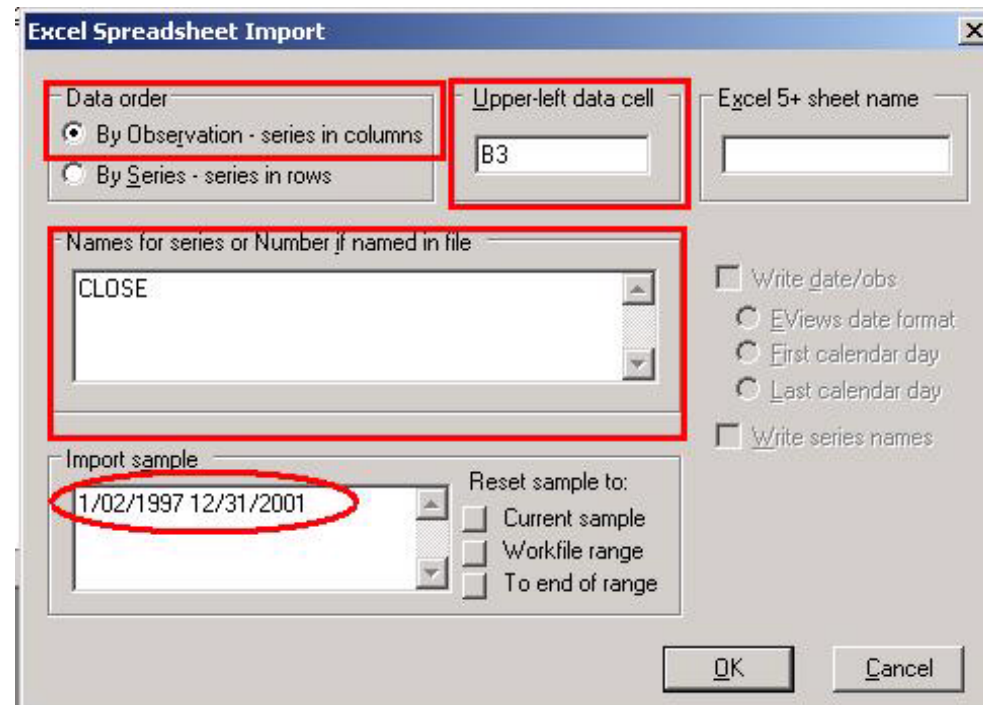 Excel Spreadsheet Import
Data order
By Observation - series in columns
By Series - series in rows
Upper-left data cell
B3
Excel 5+ sheet name
Names for series or Number if named in file
CLOSE
Write date/obs
EViews date format
First calendar day
Last calendar day
Write series names
Import sample
1/02/1997 12/31/2001
Reset sample to:
Current sample
Workfile range
To end of range
OK
Cancel